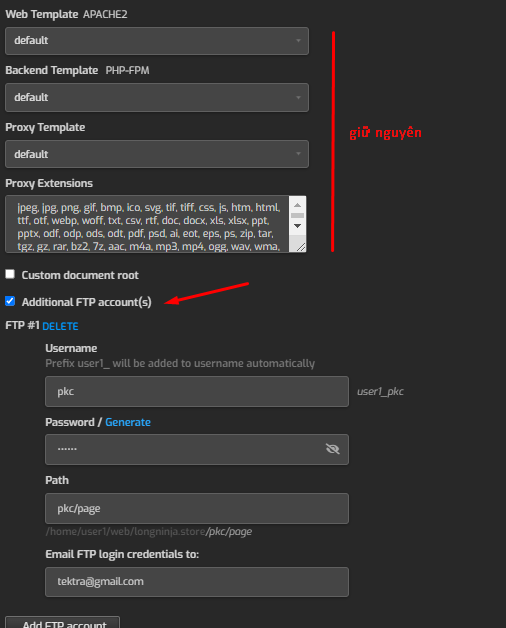 Web Template APACHE2
default
Backend Template PHP-FPM
default
giữ nguyên
Proxy Template
default
Proxy Extensions
jpeg, jpg, png, gif, bmp, ico, svg, tif, tiff, css, js, htm, html,
ttf, otf, webp, woff, txt, csv, rtf, doc, docx, xls, xlsx, ppt,
pptx, odf, odp, ods, odt, pdf, psd, ai, eot, eps, ps, zip, tar,
tgz, gz, rar, bz2, 7z, aac, m4a, mp3, mp4, ogg, wav, wma,
Custom document root
Additional FTP account(s)
FTP #1 DELETE
Username
Prefix user1_ will be added to username automatically
pkc user1_pkc
Password / Generate
••••••
Path
pkc/page
/home/user1/web/longninja.store/pkc/page
Email FTP login credentials to:
tektra@gmail.com
Add FTP account